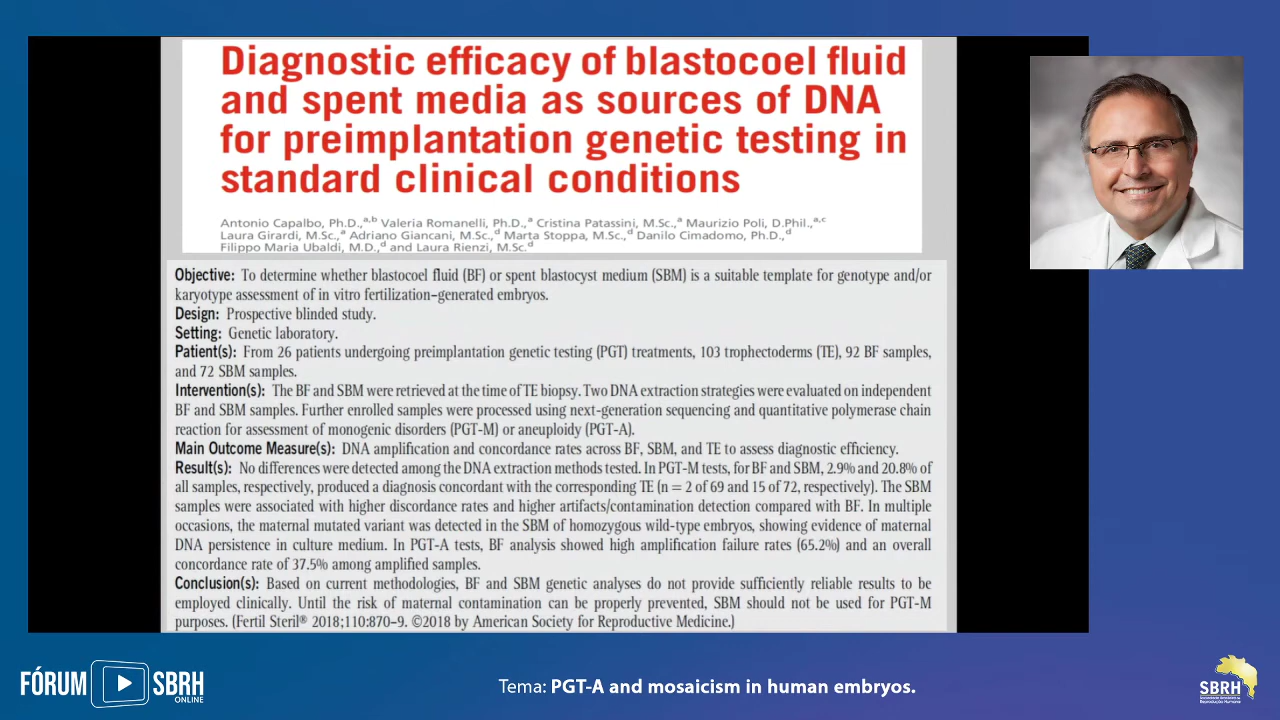 Diagnostic efficacy of blastocoel fluid
and spent media as sources of DNA
for preimplantation genetic testing in
standard clinical conditions
Antonio Capalbo, Ph.D.,a,b Valeria Romanelli, Ph.D.,a Cristina Patassini, M.Sc.,a Maurizio Poli, D.Phil.,a,c
Laura Girardi, M.Sc.,a Adriano Giancani, M.Sc.,d Marta Stoppa, M.Sc.,d Danilo Cimadomo, Ph.D.,d
Filippo Maria Ubaldi, M.D.,d and Laura Rienzi, M.Sc.d
Objective: To determine whether blastocoel fluid (BF) or spent blastocyst medium (SBM) is a suitable template for genotype and/or
karyotype assessment of in vitro fertilization–generated embryos.
Design: Prospective blinded study.
Setting: Genetic laboratory.
Patient(s): From 26 patients undergoing preimplantation genetic testing (PGT) treatments, 103 trophectoderms (TE), 92 BF samples,
and 72 SBM samples.
Intervention(s): The BF and SBM were retrieved at the time of TE biopsy. Two DNA extraction strategies were evaluated on independent
BF and SBM samples. Further enrolled samples were processed using next-generation sequencing and quantitative polymerase chain
reaction for assessment of monogenic disorders (PGT-M) or aneuploidy (PGT-A).
Main Outcome Measure(s): DNA amplification and concordance rates across BF, SBM, and TE to assess diagnostic efficiency.
Result(s): No differences were detected among the DNA extraction methods tested. In PGT-M tests, for BF and SBM, 2.9% and 20.8% of
all samples, respectively, produced a diagnosis concordant with the corresponding TE (n = 2 of 69 and 15 of 72, respectively). The SBM
samples were associated with higher discordance rates and higher artifacts/contamination detection compared with BF. In multiple
occasions, the maternal mutated variant was detected in the SBM of homozygous wild-type embryos, showing evidence of maternal
DNA persistence in culture medium. In PGT-A tests, BF analysis showed high amplification failure rates (65.2%) and an overall
concordance rate of 37.5% among amplified samples.
Conclusion(s): Based on current methodologies, BF and SBM genetic analyses do not provide sufficiently reliable results to be
employed clinically. Until the risk of maternal contamination can be properly prevented, SBM should not be used for PGT-M
purposes. (Fertil Steril® 2018;110:870–9. ©2018 by American Society for Reproductive Medicine.)
FÓRUM SBRH
ONLINE
Tema: PGT-A and mosaicism in human embryos.
SBRH
Sociedade Brasileira de
Reprodução Humana